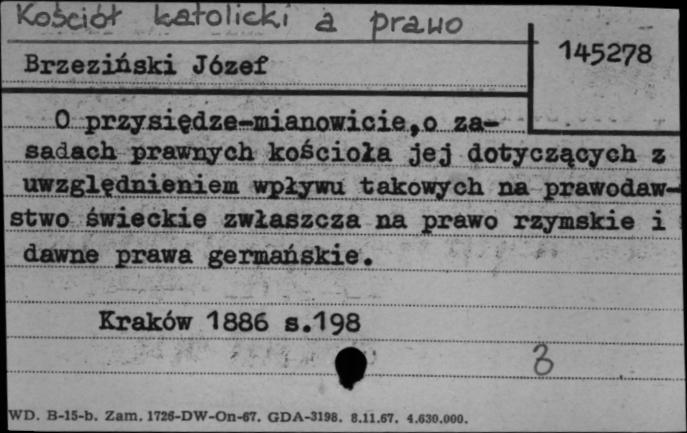 Kościół katolicki a prawo
145278
Brzeziński Józef
O przysiędze-mianowicie,o za-
sadach prawnych kościoła jej dotyczących z
uwzględnieniem wpływu takowych na prawodaw-
stwo świeckie zwłaszcza na prawo rzymskie i
dawne prawa germańskie.
Kraków 1886 s.198
3
WD. B-15-b. Zam. 1726-DW-On-67. GDA-3198. 8.11.67. 4.630.000.